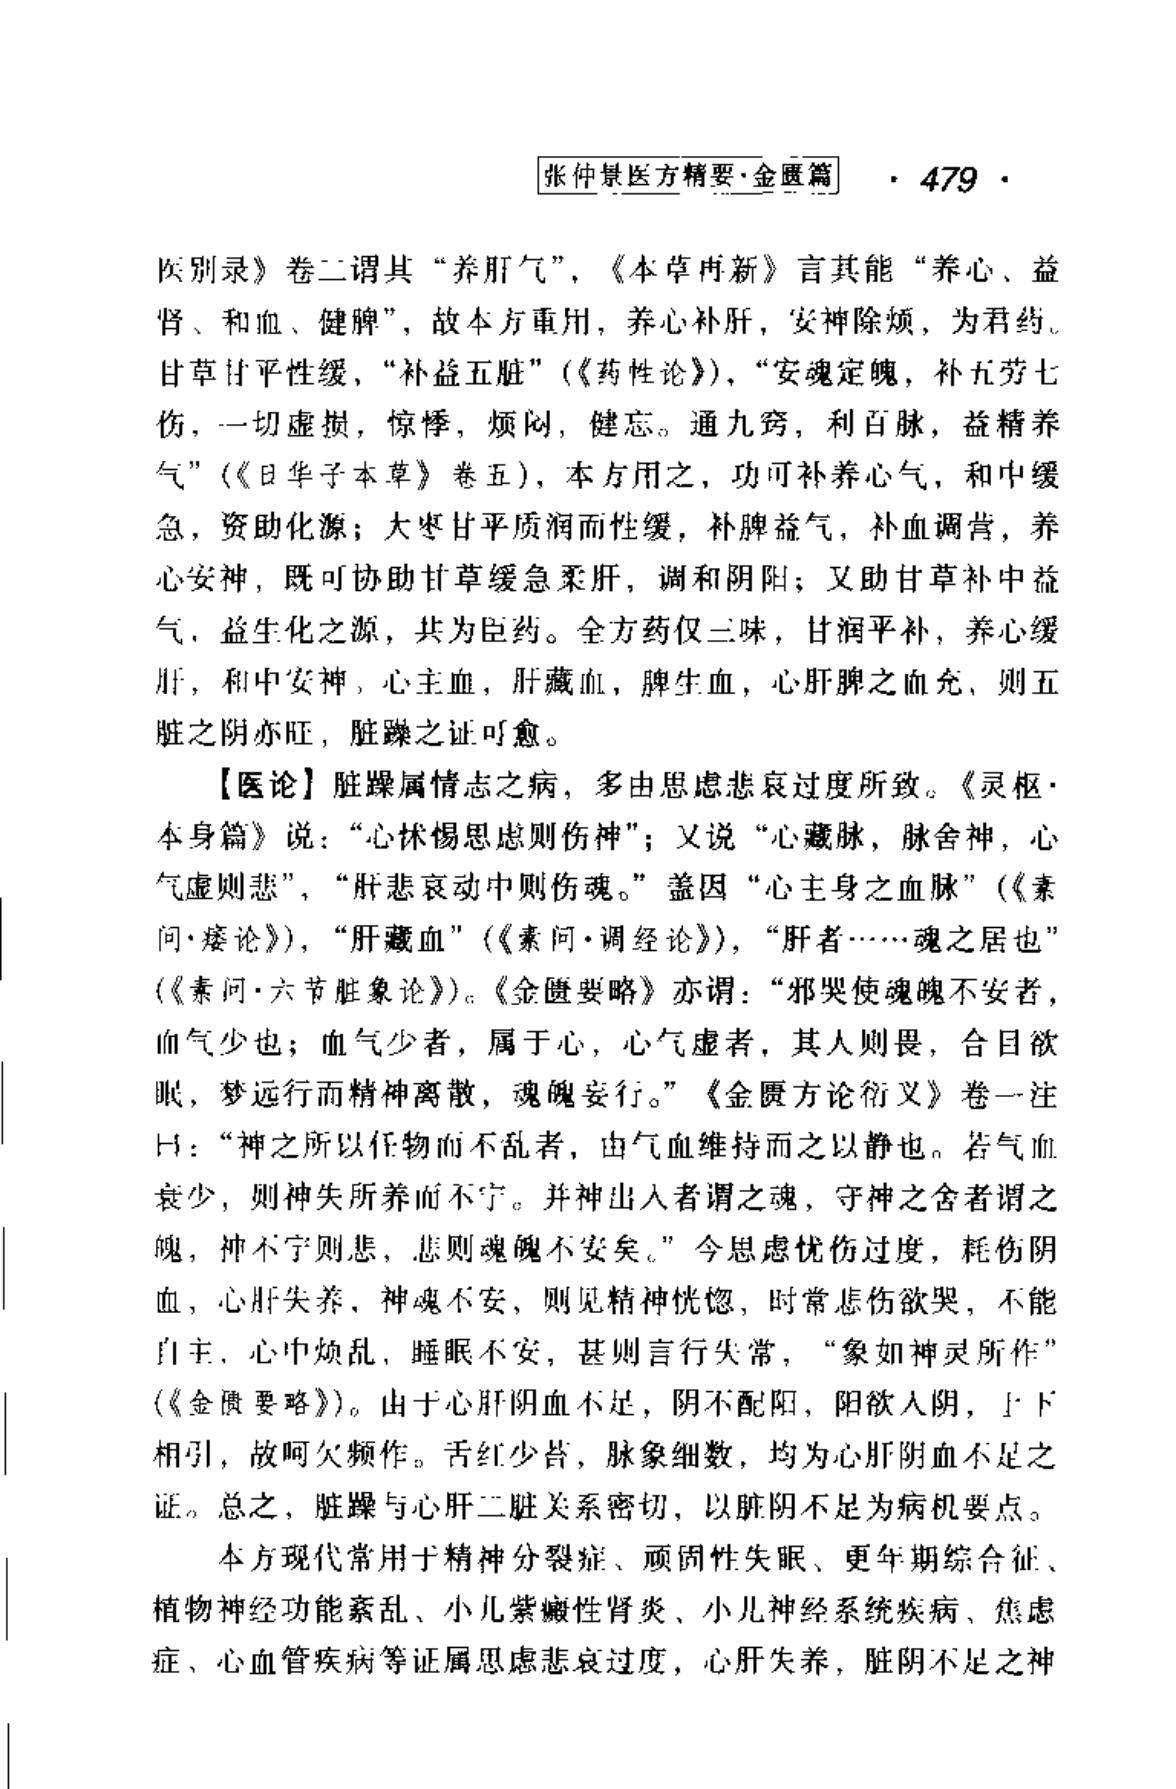 张仲景医方精要·金匮篇 · 479 ·
医别录》卷二谓其“养肝气”，《本草再新》言其能“养心、益
肾、和血、健脾”，故本方重用，养心补肝，安神除烦，为君药。
甘草甘平性缓，“补益五脏”(《药性论》)，“安魂定魄，补五劳七
伤，一切虚损，惊悸，烦闷，健忘。通九窍，利百脉，益精养
气”(《日华子本草》卷五)，本方用之，功可补养心气，和中缓
急，资助化源；大枣甘平质润而性缓，补脾益气，补血调营，养
心安神，既可协助甘草缓急柔肝，调和阴阳；又助甘草补中益
气、益生化之源，共为臣药。全方药仅三味，甘润平补，养心缓
肝，和中安神。心主血，肝藏血，脾生血，心肝脾之血充，则五
脏之阴亦旺，脏躁之证可愈。
【医论】脏躁属情志之病，多由思虑悲哀过度所致。《灵枢·
本身篇》说：“心怵惕思虑则伤神”；又说“心藏脉，脉舍神，心
气虚则悲”，“肝悲哀动中则伤魂。”盖因“心主身之血脉”(《素
问·痿论》)，“肝藏血”(《素问·调经论》)，“肝者……魂之居也”
(《素问·六节脏象论》)。《金匮要略》亦谓：“邪哭使魂魄不安者，
血气少也；血气少者，属于心，心气虚者，其人则畏，合目欲
眠，梦远行而精神离散，魂魄妄行。”《金匮方论衍义》卷一注
曰：“神之所以任物而不乱者，由气血维持而之以静也。若气血
衰少，则神失所养而不宁。并神出入者谓之魂，守神之舍者谓之
魄，神不宁则悲，悲则魂魄不安矣。”今思虑忧伤过度，耗伤阴
血，心肝失养，神魂不安，则见精神恍惚，时常悲伤欲哭，不能
自主，心中烦乱，睡眠不安，甚则言行失常，“象如神灵所作”
(《金匮要略》)。由于心肝阴血不足，阴不配阳，阳欲入阴，上下
相引，故呵欠频作。舌红少苔，脉象细数，均为心肝阴血不足之
证。总之，脏躁与心肝二脏关系密切，以脏阴不足为病机要点。
本方现代常用于精神分裂症、顽固性失眠、更年期综合征、
植物神经功能紊乱、小儿紫癜性肾炎、小儿神经系统疾病、焦虑
症、心血管疾病等证属思虑悲哀过度，心肝失养，脏阴不足之神